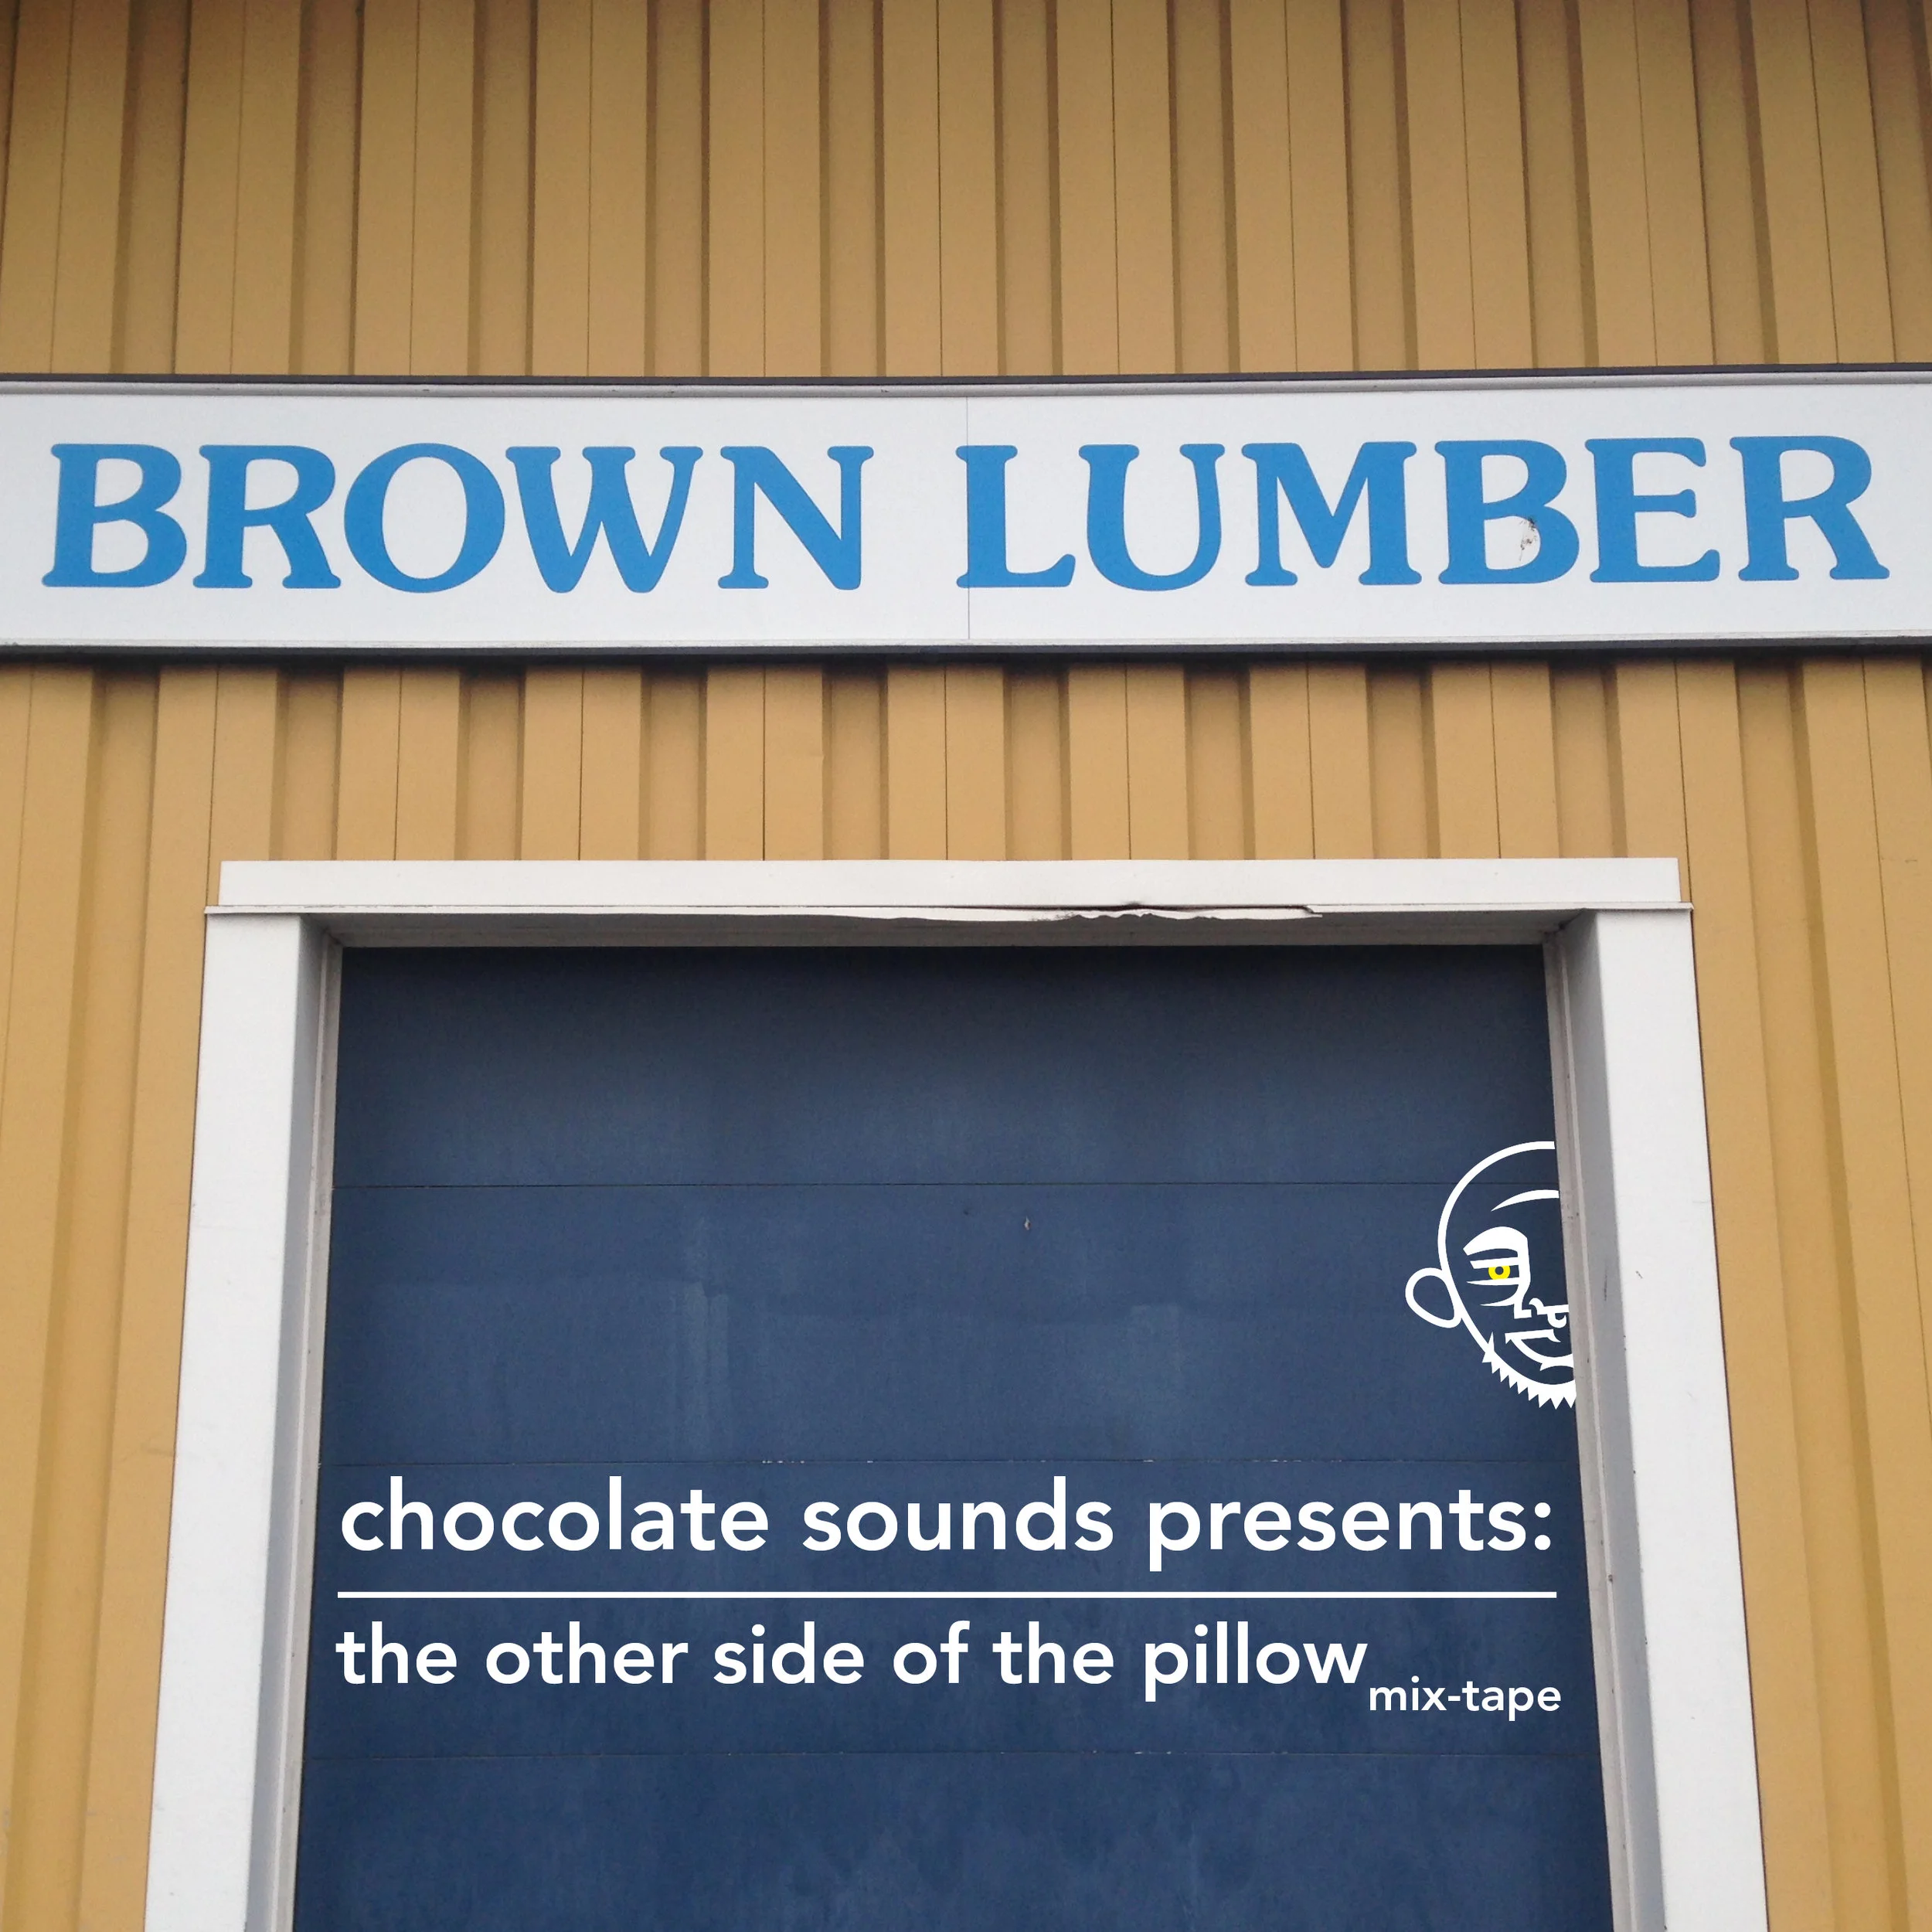 BROWN LUMBER
chocolate sounds presents:
the other side of the pillow
mix-tape